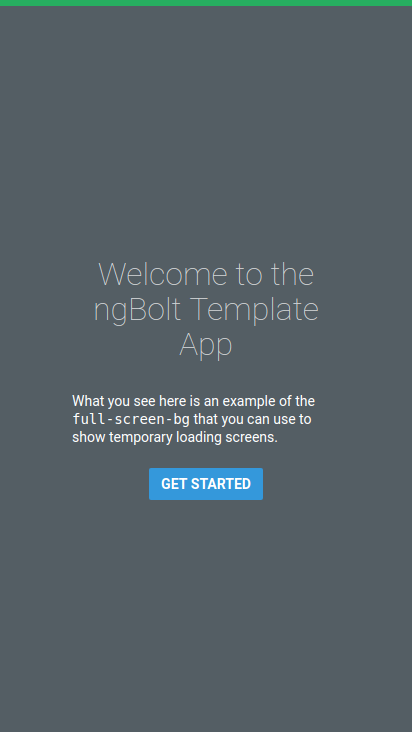 Welcome to the
ngBolt Template
App
What you see here is an example of the
full-screen-bg that you can use to
show temporary loading screens.
GET STARTED